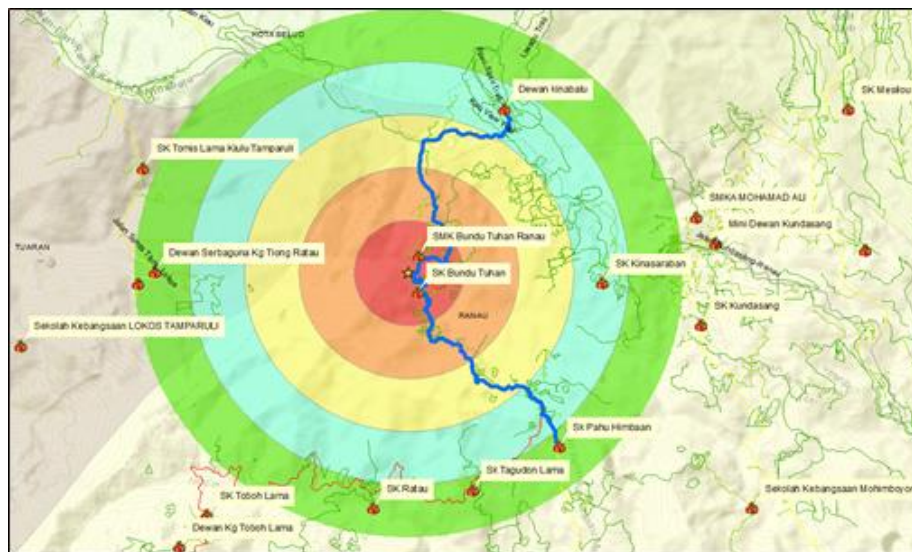 KOTA BELUD
Dewan kinabalu
SK Mesilou
SK Tomis Lama Kiulu Tamparuli
SMKA MOHAMAD ALI
Mini Dewan Kundasang
TUARAN
SMK Bundu Tuhan Ranau
Dewan Serbaguna Kg Tiong Ratau
SK Bundu Tuhan
SK Kinasaraban
RANAU
SK Kundasang
Sekolah Kebangsaan LOKOS TAMPARULI
Sk Pahu Himbaan
Sk Tagudon Lama
SK Ratau
SK Toboh Lama
Sekolah Kebangsaan Mohimboyon
Dewan Kg Toboh Lama